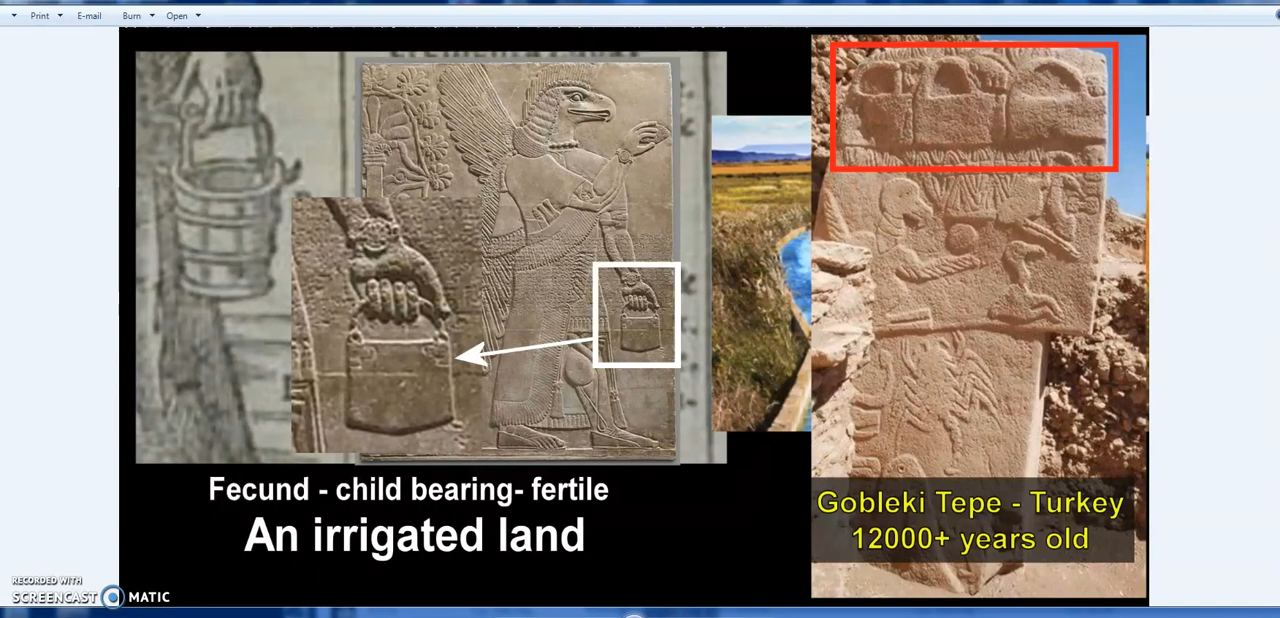 Print
E-mail
Burn
Open
Fecund - child bearing- fertile
An irrigated land
Gobleki Tepe - Turkey
12000+ years old
RECORDED WITH
SCREENCAST MATIC